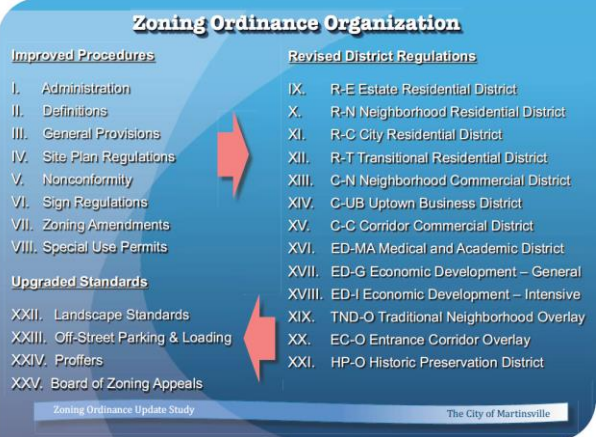 Zoning Ordinance Organization
Improved Procedures
I. Administration
II. Definitions
III. General Provisions
IV. Site Plan Regulations
V. Nonconformity
VI. Sign Regulations
VII. Zoning Amendments
VIII. Special Use Permits
Revised District Regulations
IX. R-E Estate Residential District
X. R-N Neighborhood Residential District
XI. R-C City Residential District
XII. R-T Transitional Residential District
XIII. C-N Neighborhood Commercial District
XIV. C-UB Uptown Business District
XV. C-C Corridor Commercial District
XVI. ED-MA Medical and Academic District
XVII. ED-G Economic Development – General
XVIII. ED-I Economic Development – Intensive
XIX. TND-O Traditional Neighborhood Overlay
XX. EC-O Entrance Corridor Overlay
XXI. HP-O Historic Preservation District
Upgraded Standards
XXII. Landscape Standards
XXIII. Off-Street Parking & Loading
XXIV. Proffers
XXV. Board of Zoning Appeals
Zoning Ordinance Update Study
The City of Martinsville